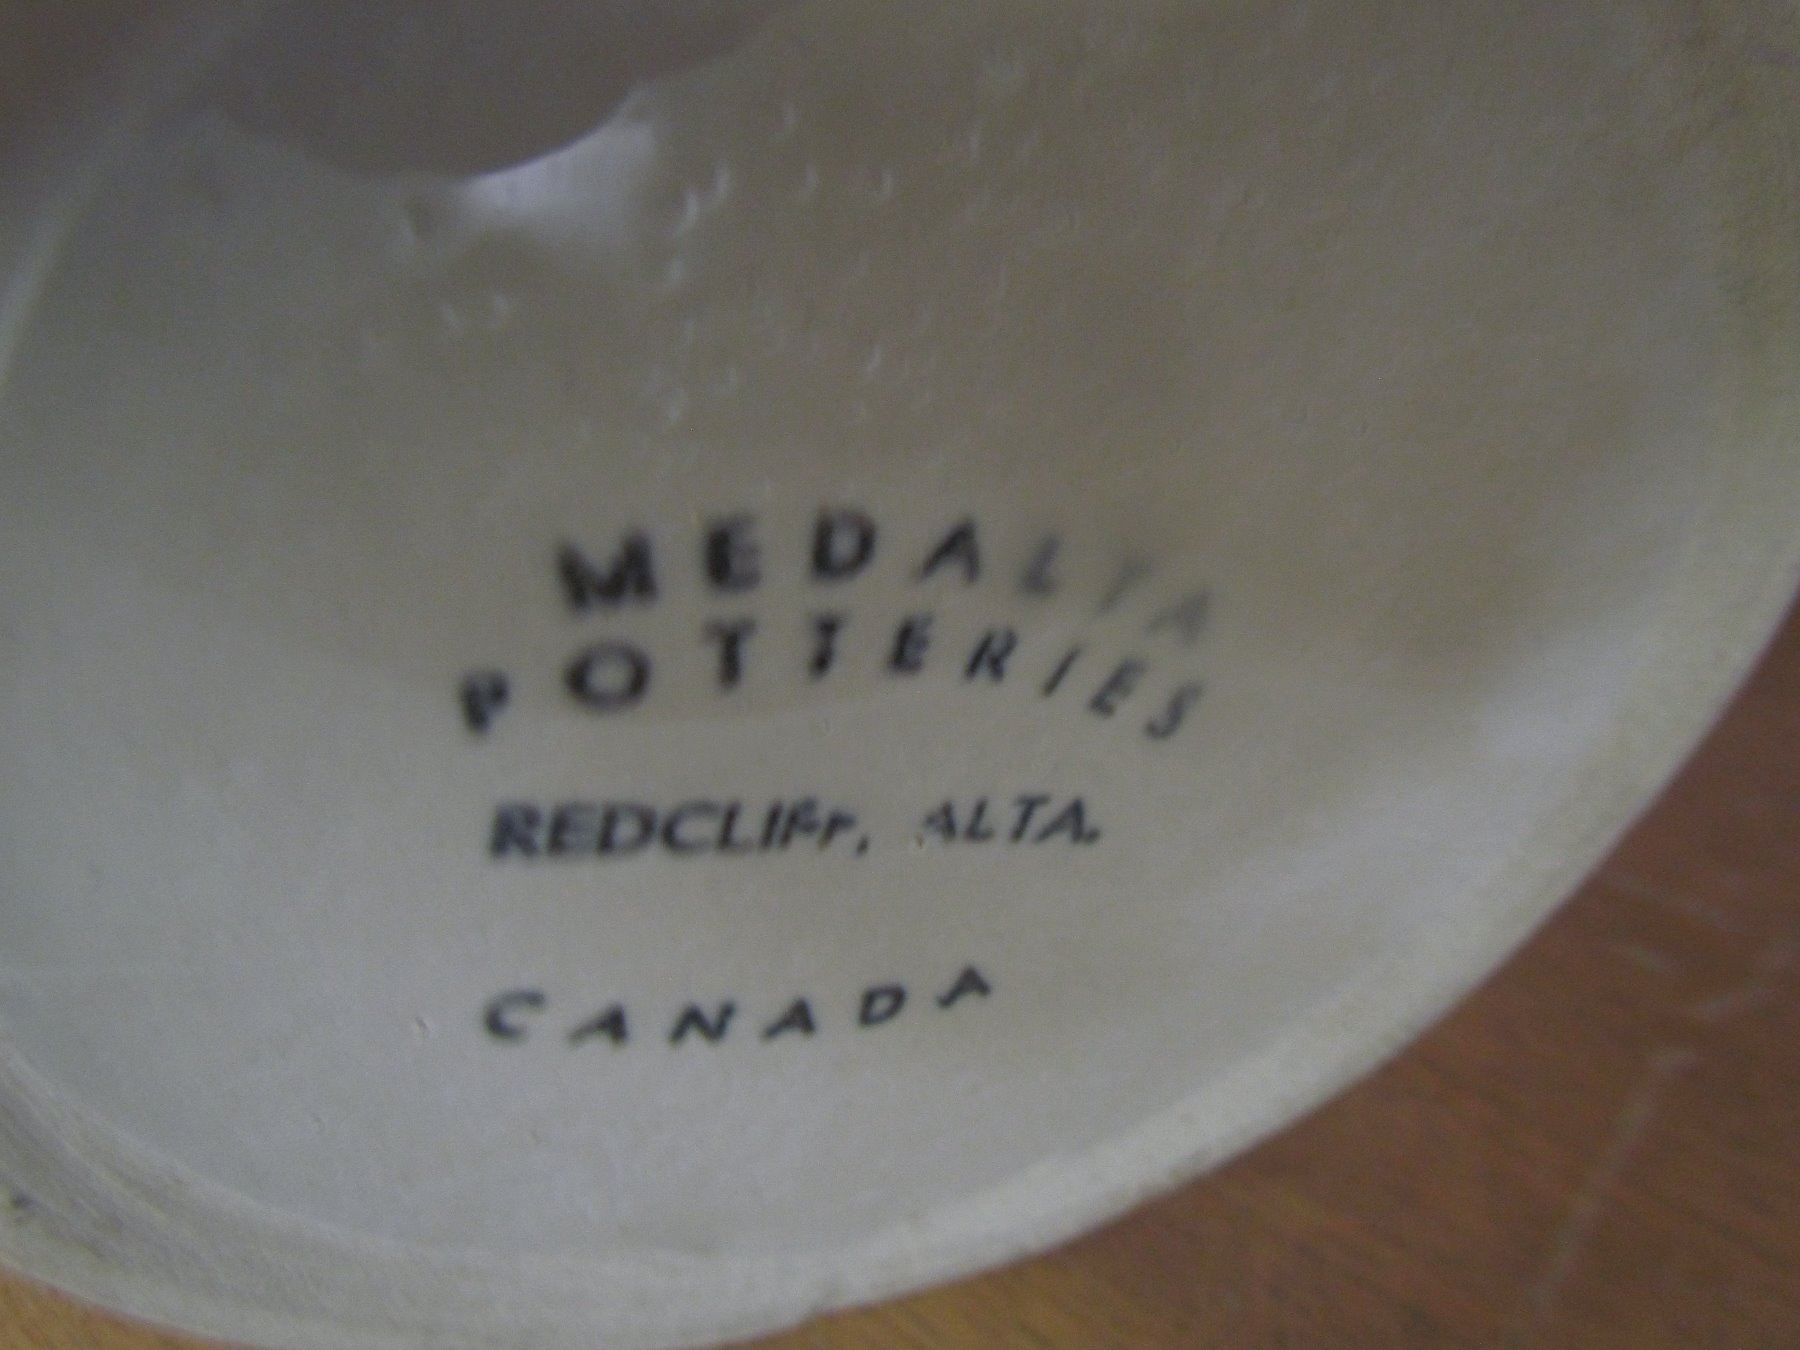 MEDALTA
POTTERIES
REDCLIFF, ALTA.
CANADA